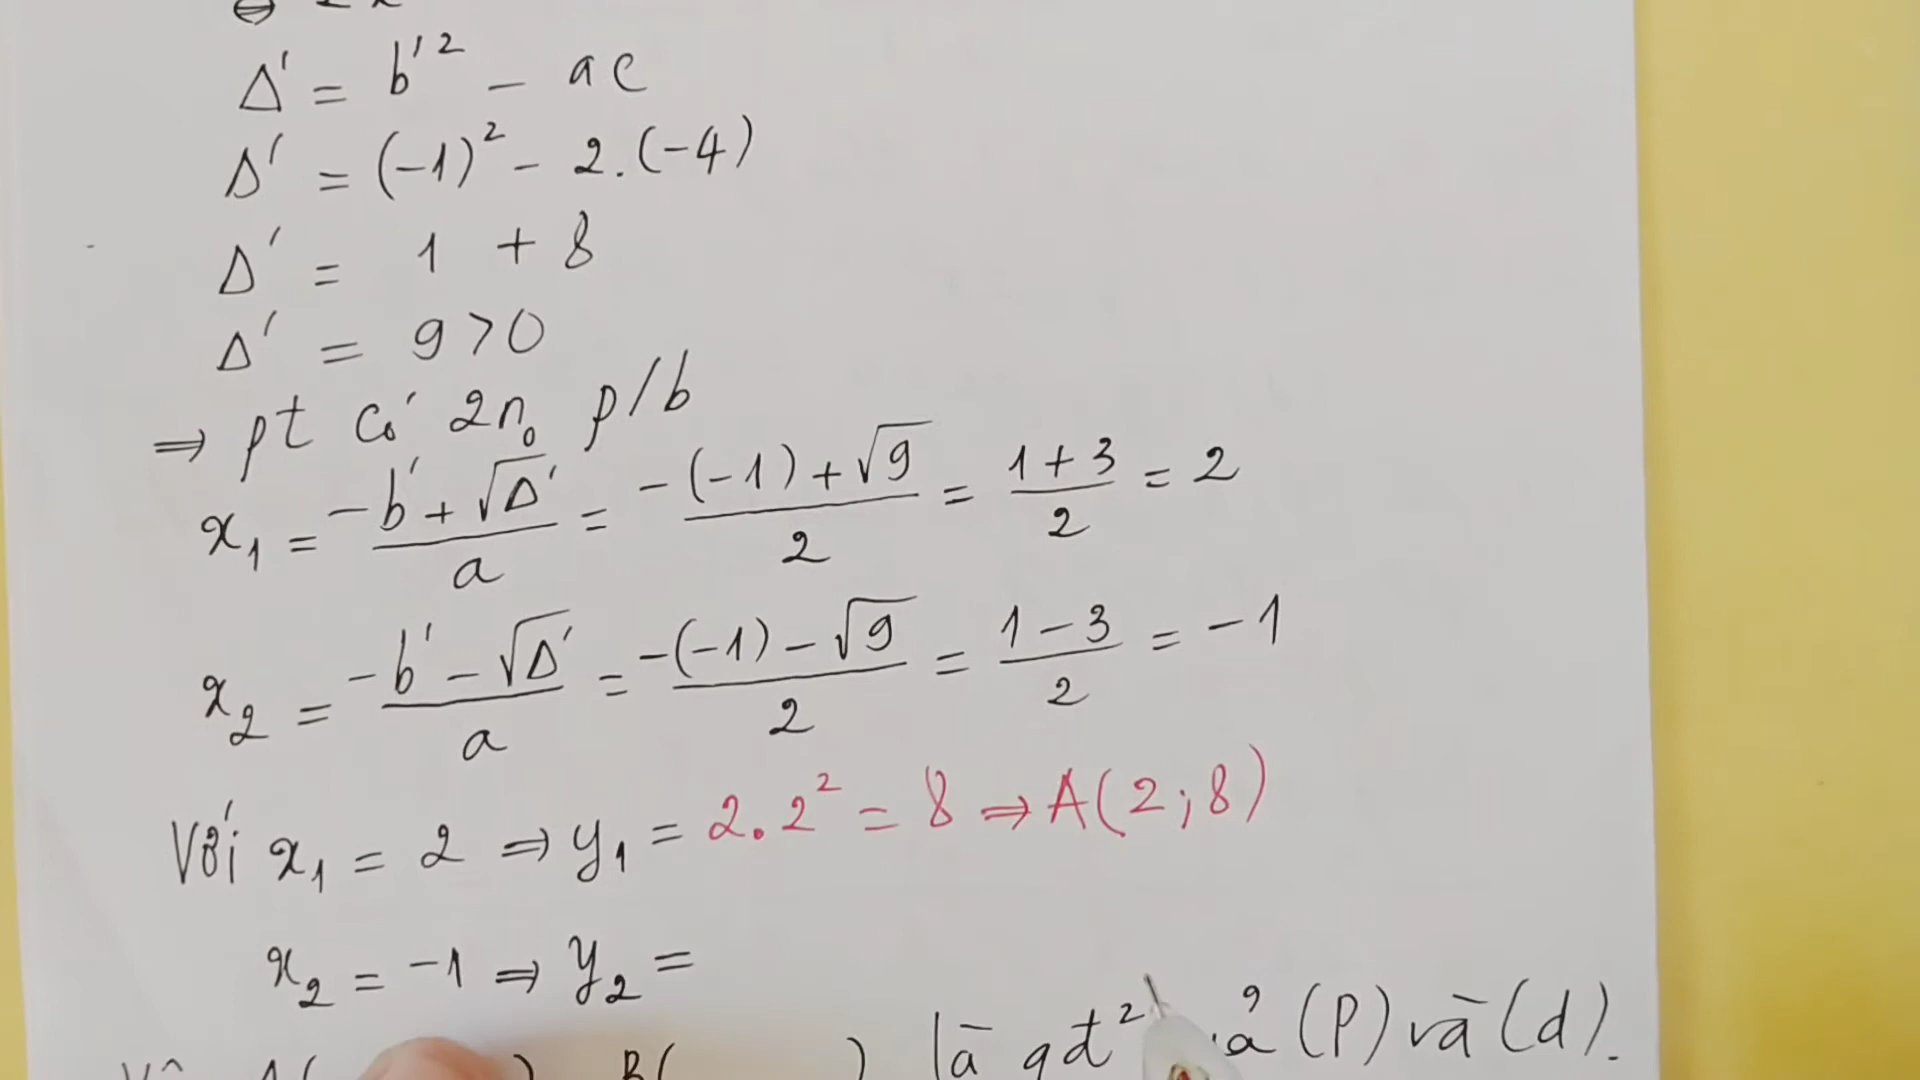 Δ' = b'² - ac
Δ' = (-1)² - 2.(-4)
Δ' = 1 + 8
Δ' = 9 > 0
⇒ pt có 2n₀ p/b
x₁ = (-b' + √Δ')/a = (-(-1) + √9)/2 = (1 + 3)/2 = 2
x₂ = (-b' - √Δ')/a = (-(-1) - √9)/2 = (1 - 3)/2 = -1
Với x₁ = 2 ⇒ y₁ = 2.2² = 8 ⇒ A(2;8)
x₂ = -1 ⇒ y₂ =
A( ) B( ) là gđ² (P) và (d).